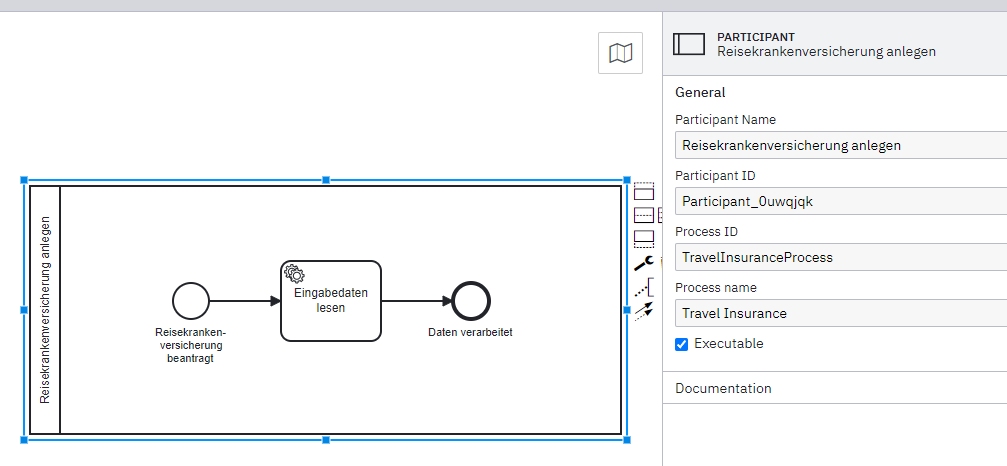 PARTICIPANT
Reisekrankenversicherung anlegen
General
Participant Name
Reisekrankenversicherung anlegen
Participant ID
Participant_0uwqjqk
Process ID
TravelInsuranceProcess
Process name
Travel Insurance
Executable
Documentation
Reisekrankenversicherung anlegen
Eingabedaten
lesen
Reisekranken-
versicherung
beantragt
Daten verarbeitet